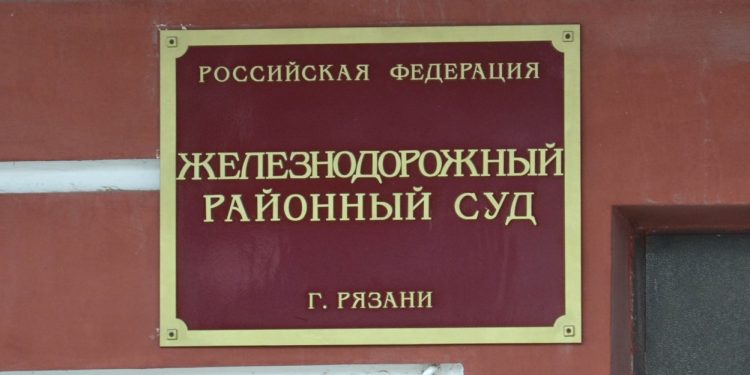 РОССИЙСКАЯ ФЕДЕРАЦИЯ
ЖЕЛЕЗНОДОРОЖНЫЙ
РАЙОННЫЙ СУД
Г. РЯЗАНИ